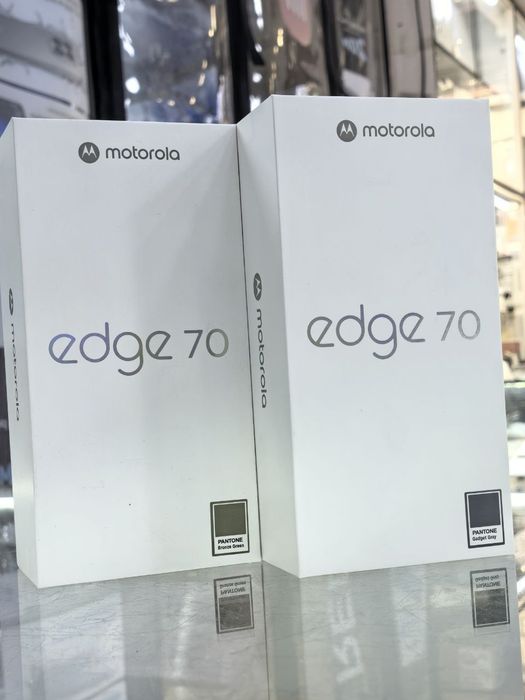 motorola
edge 70
motorola
PANTONE
Bronze Green
motorola
edge 70
motorola
PANTONE
Gadget Gray